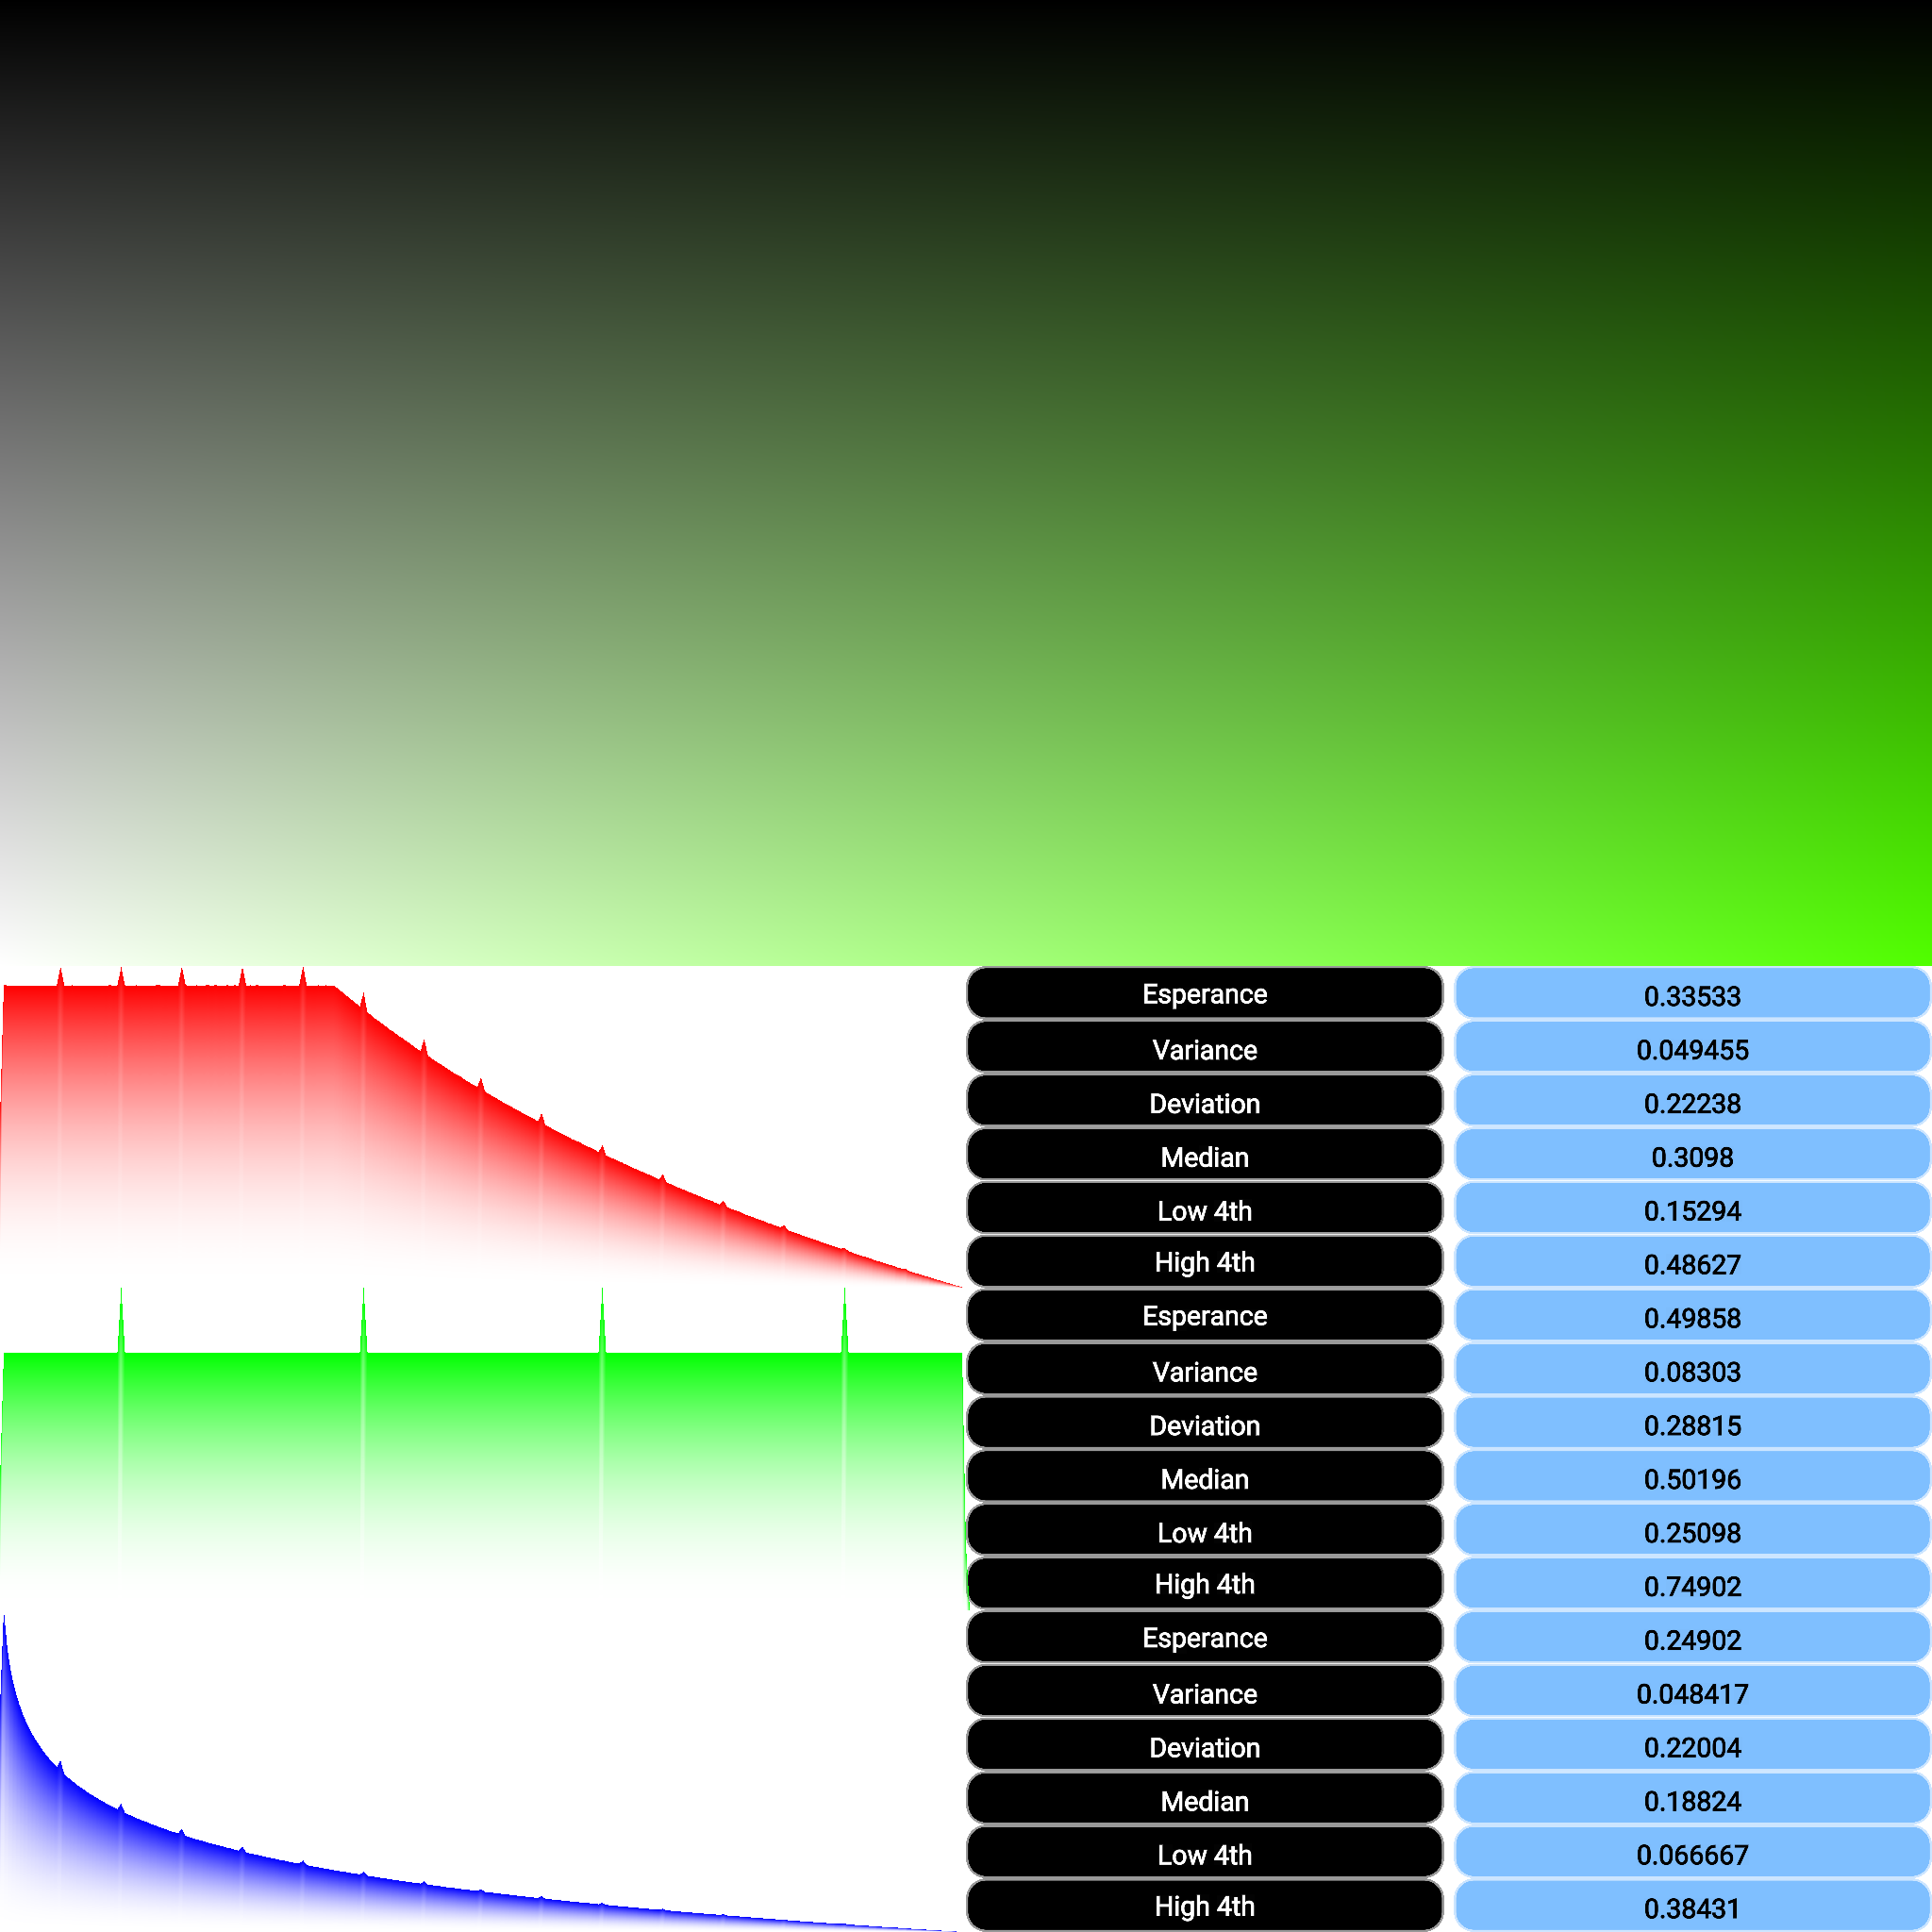 Esperance 0.33533
Variance 0.049455
Deviation 0.22238
Median 0.3098
Low 4th 0.15294
High 4th 0.48627
Esperance 0.49858
Variance 0.08303
Deviation 0.28815
Median 0.50196
Low 4th 0.25098
High 4th 0.74902
Esperance 0.24902
Variance 0.048417
Deviation 0.22004
Median 0.18824
Low 4th 0.066667
High 4th 0.38431